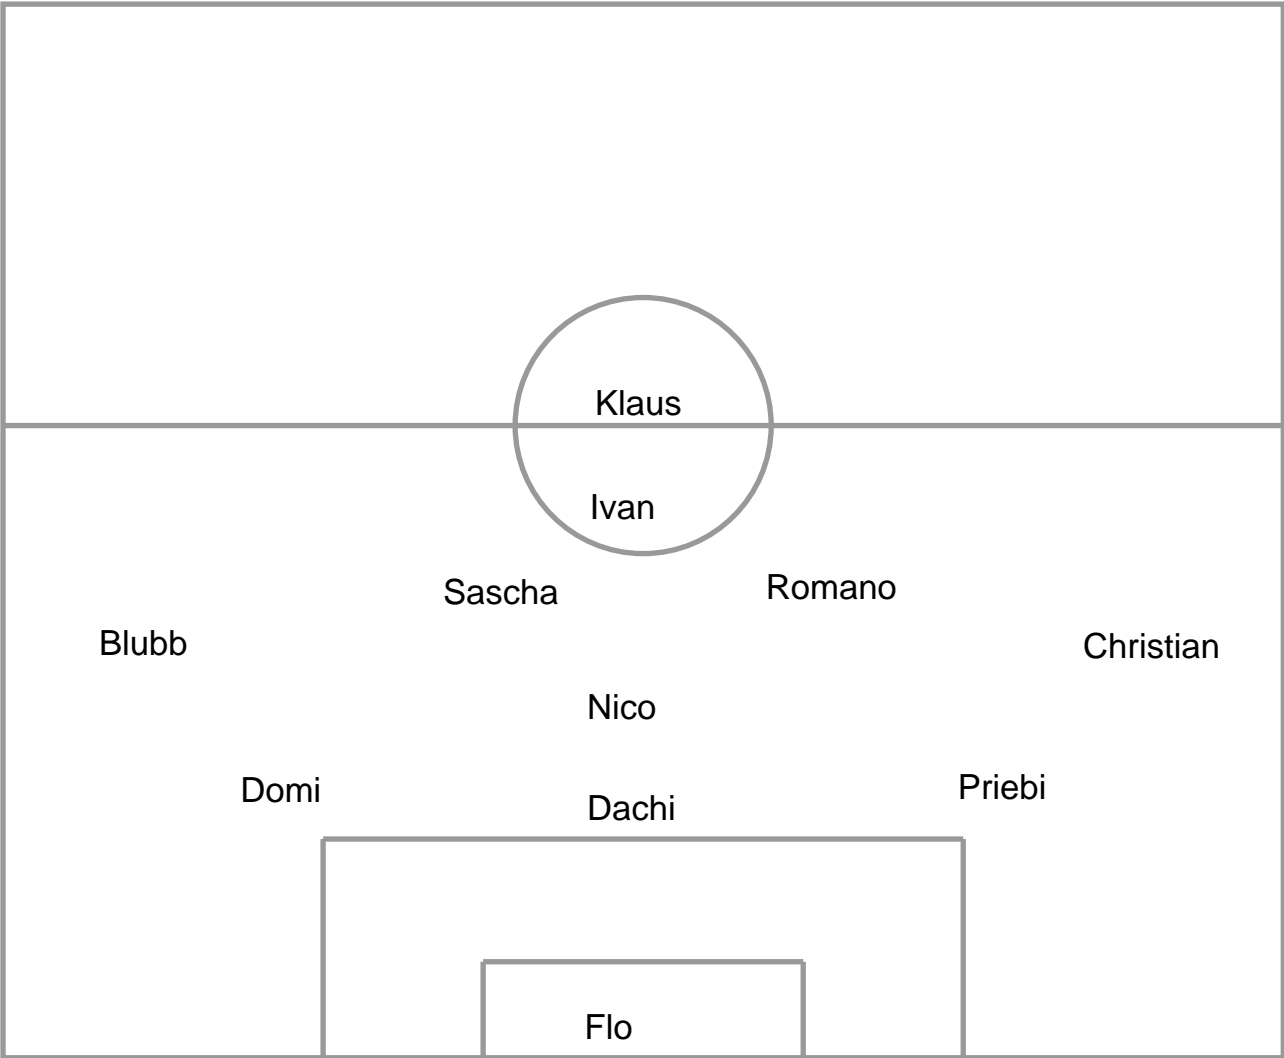 Klaus
Ivan
Sascha
Romano
Blubb
Christian
Nico
Domi
Dachi
Priebi
Flo